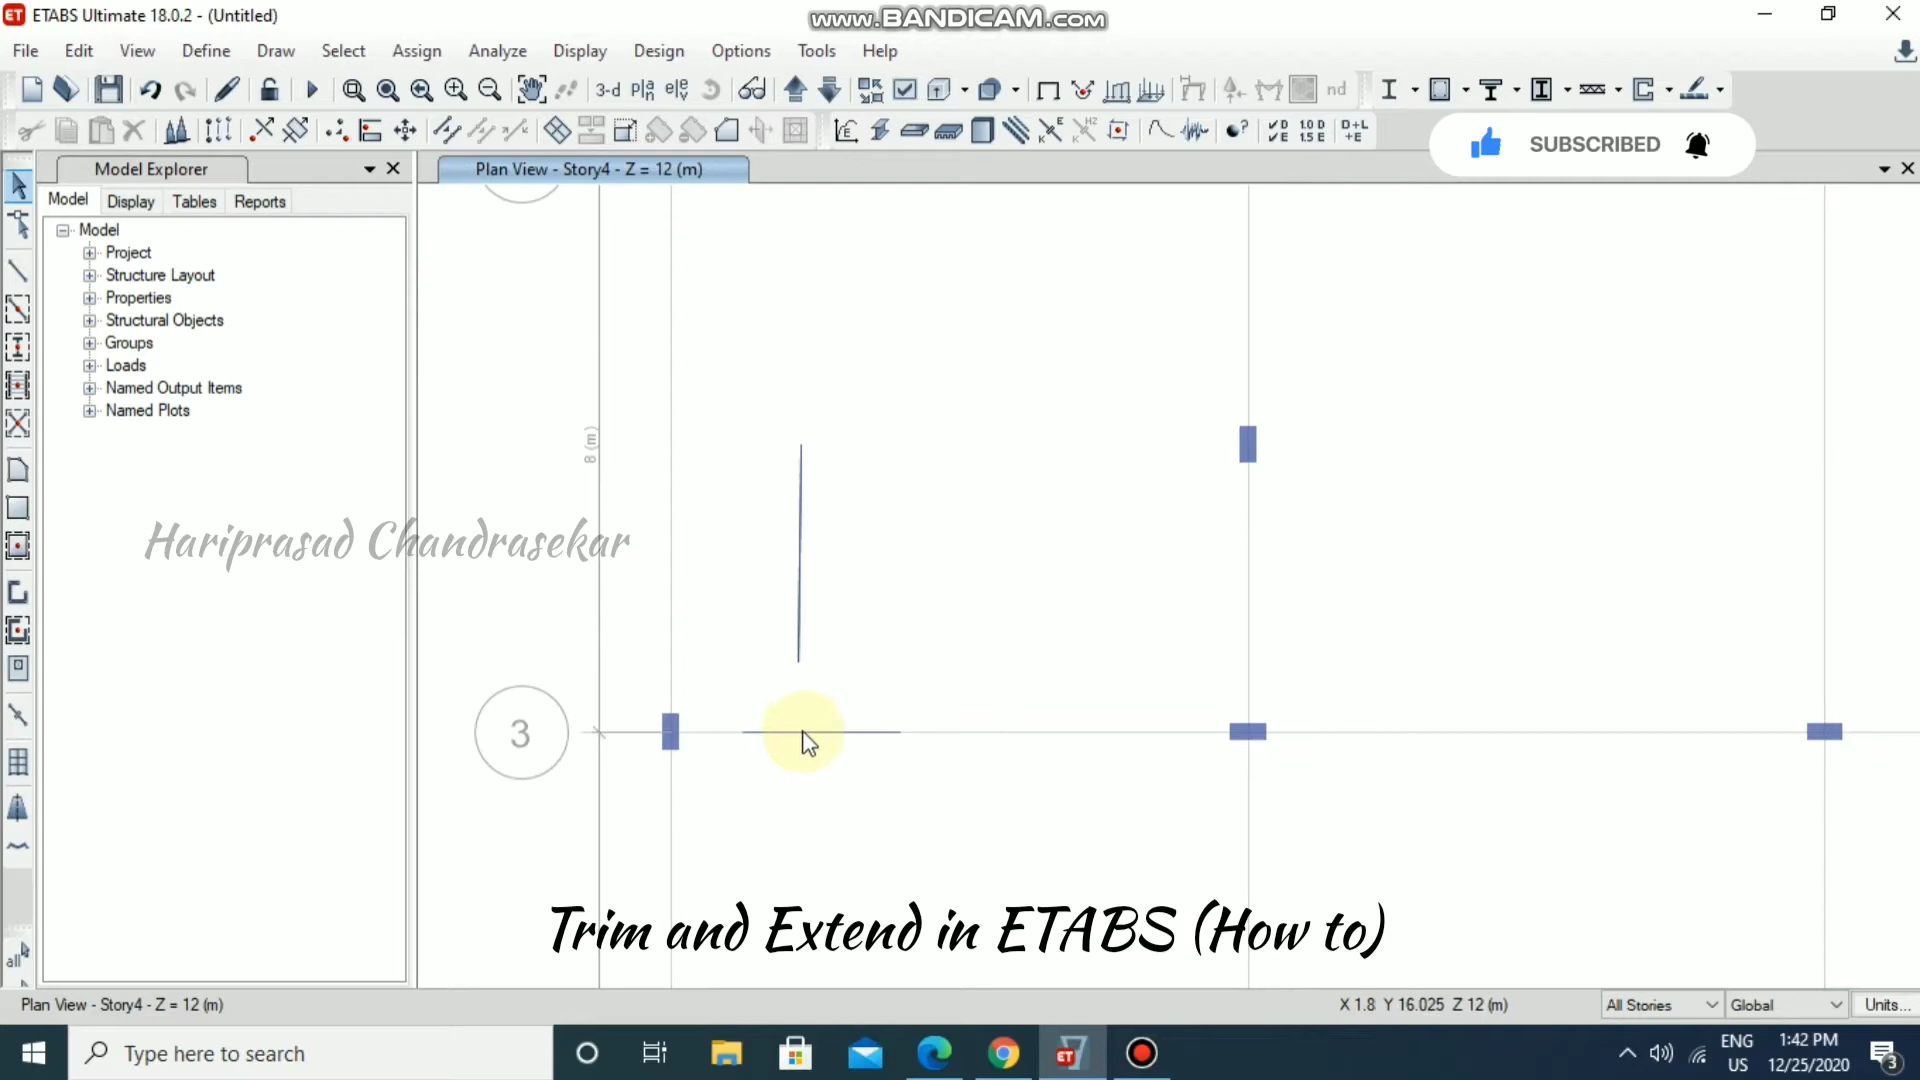 ETABS Ultimate 18.0.2 - (Untitled)
www.BANDICAM.com
File Edit View Define Draw Select Assign Analyze Display Design Options Tools Help
3-d
nd
SUBSCRIBED
Model Explorer
Plan View - Story4 - Z = 12 (m)
Model Display Tables Reports
Model
Project
Structure Layout
Properties
Structural Objects
Groups
Loads
Named Output Items
Named Plots
8 (m)
Hariprasad Chandrasekar
3
Trim and Extend in ETABS (How to)
all
Plan View - Story4 - Z = 12 (m)
X 1.8 Y 16.025 Z 12 (m)
All Stories
Global
Units...
Type here to search
ENG
US
1:42 PM
12/25/2020
3